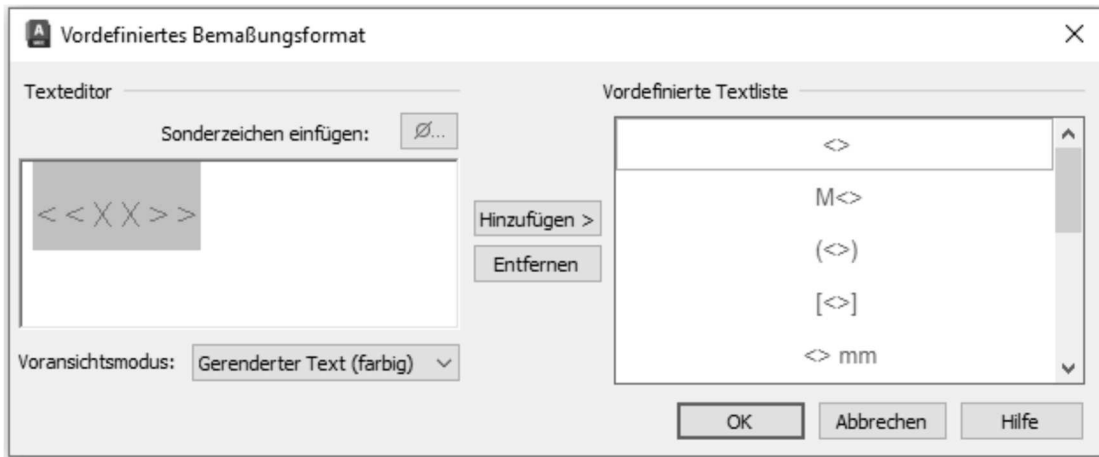 Vordefiniertes Bemaßungsformat
Texteditor
Sonderzeichen einfügen:
Ø...
<<XX>>
Voransichtsmodus:
Gerenderter Text (farbig)
Hinzufügen >
Entfernen
Vordefinierte Textliste
<>
M<>
(<>)
[<>]
<> mm
OK
Abbrechen
Hilfe